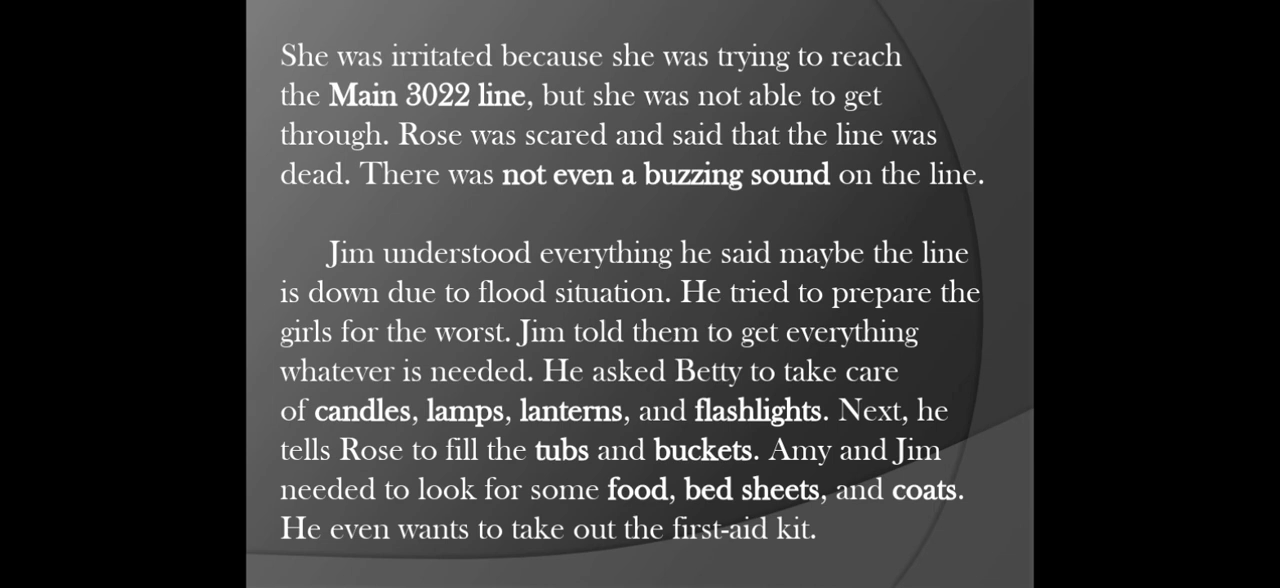 She was irritated because she was trying to reach
the Main 3022 line, but she was not able to get
through. Rose was scared and said that the line was
dead. There was not even a buzzing sound on the line.
Jim understood everything he said maybe the line
is down due to flood situation. He tried to prepare the
girls for the worst. Jim told them to get everything
whatever is needed. He asked Betty to take care
of candles, lamps, lanterns, and flashlights. Next, he
tells Rose to fill the tubs and buckets. Amy and Jim
needed to look for some food, bed sheets, and coats.
He even wants to take out the first-aid kit.